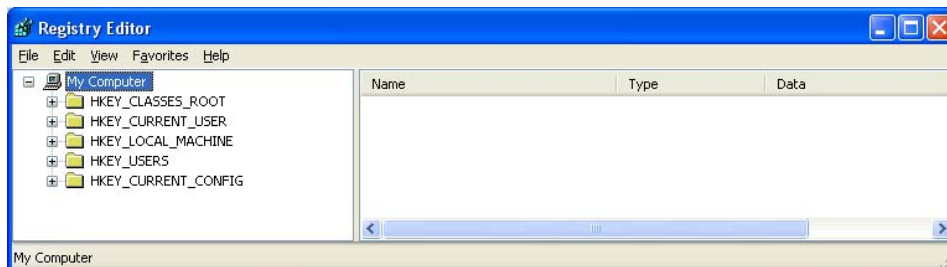 Registry Editor
File Edit View Favorites Help
My Computer Name Type Data
HKEY_CLASSES_ROOT
HKEY_CURRENT_USER
HKEY_LOCAL_MACHINE
HKEY_USERS
HKEY_CURRENT_CONFIG
My Computer